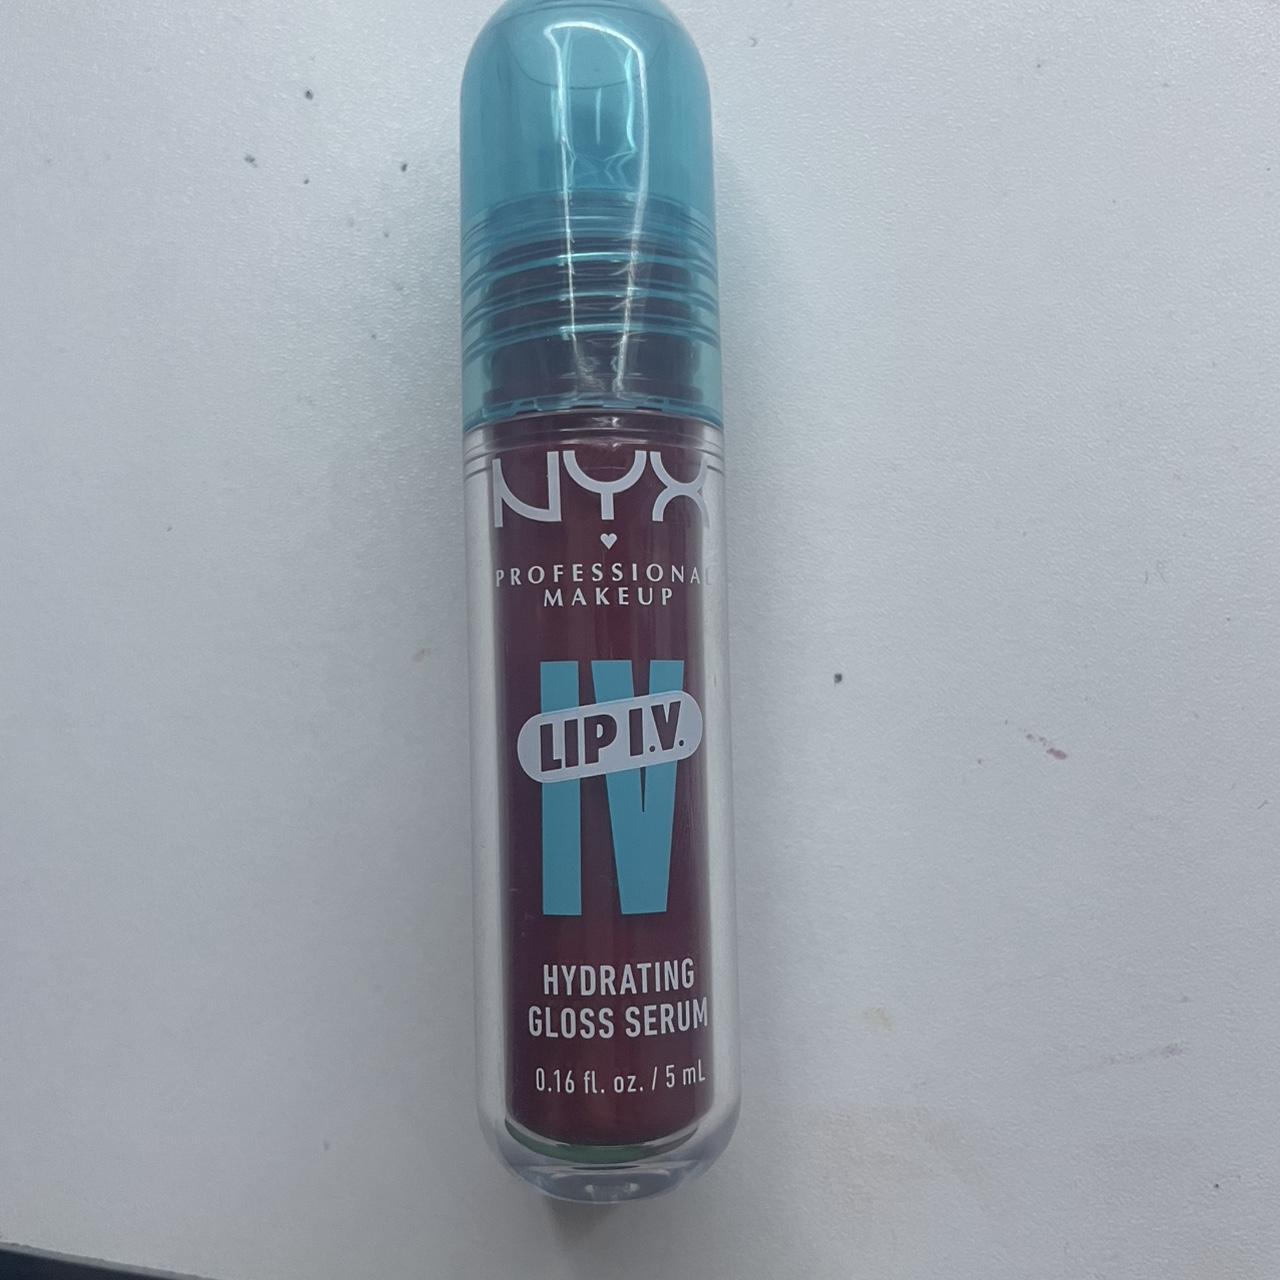 NYX
PROFESSIONAL
MAKEUP
IV
LIP I.V.
HYDRATING
GLOSS SERUM
0.16 fl. oz. / 5 mL